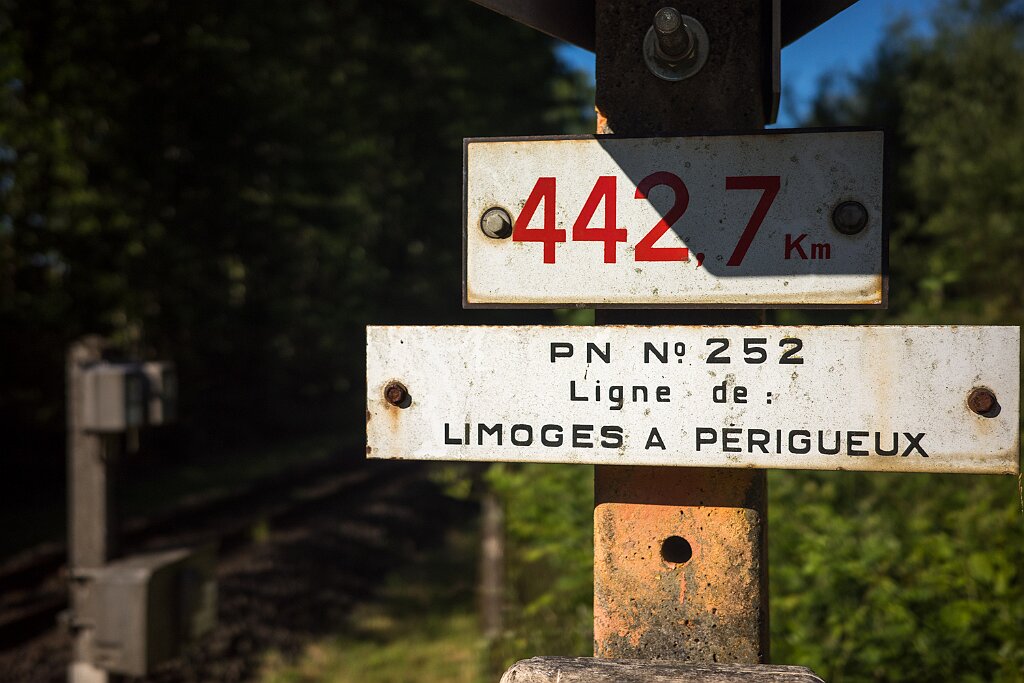 442,7 Km
PN Nº 252
Ligne de :
LIMOGES A PÉRIGUEUX